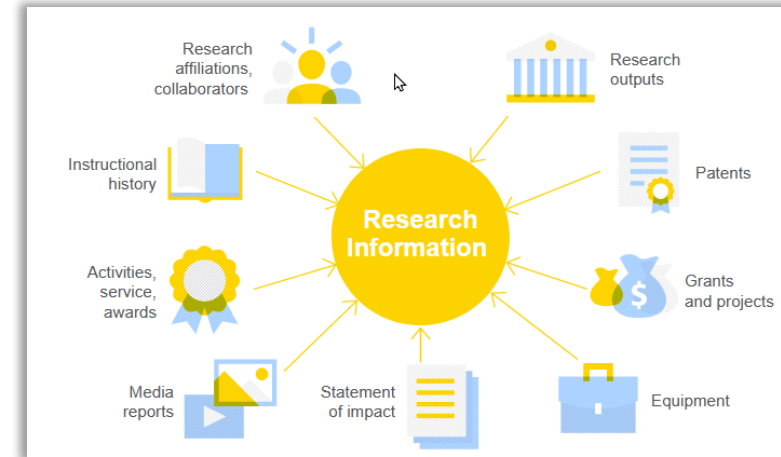 Research
affiliations,
collaborators
Research
outputs
Instructional
history
Patents
Research
Information
Activities,
service,
awards
$
Grants
and projects
Media
reports
Statement
of impact
Equipment